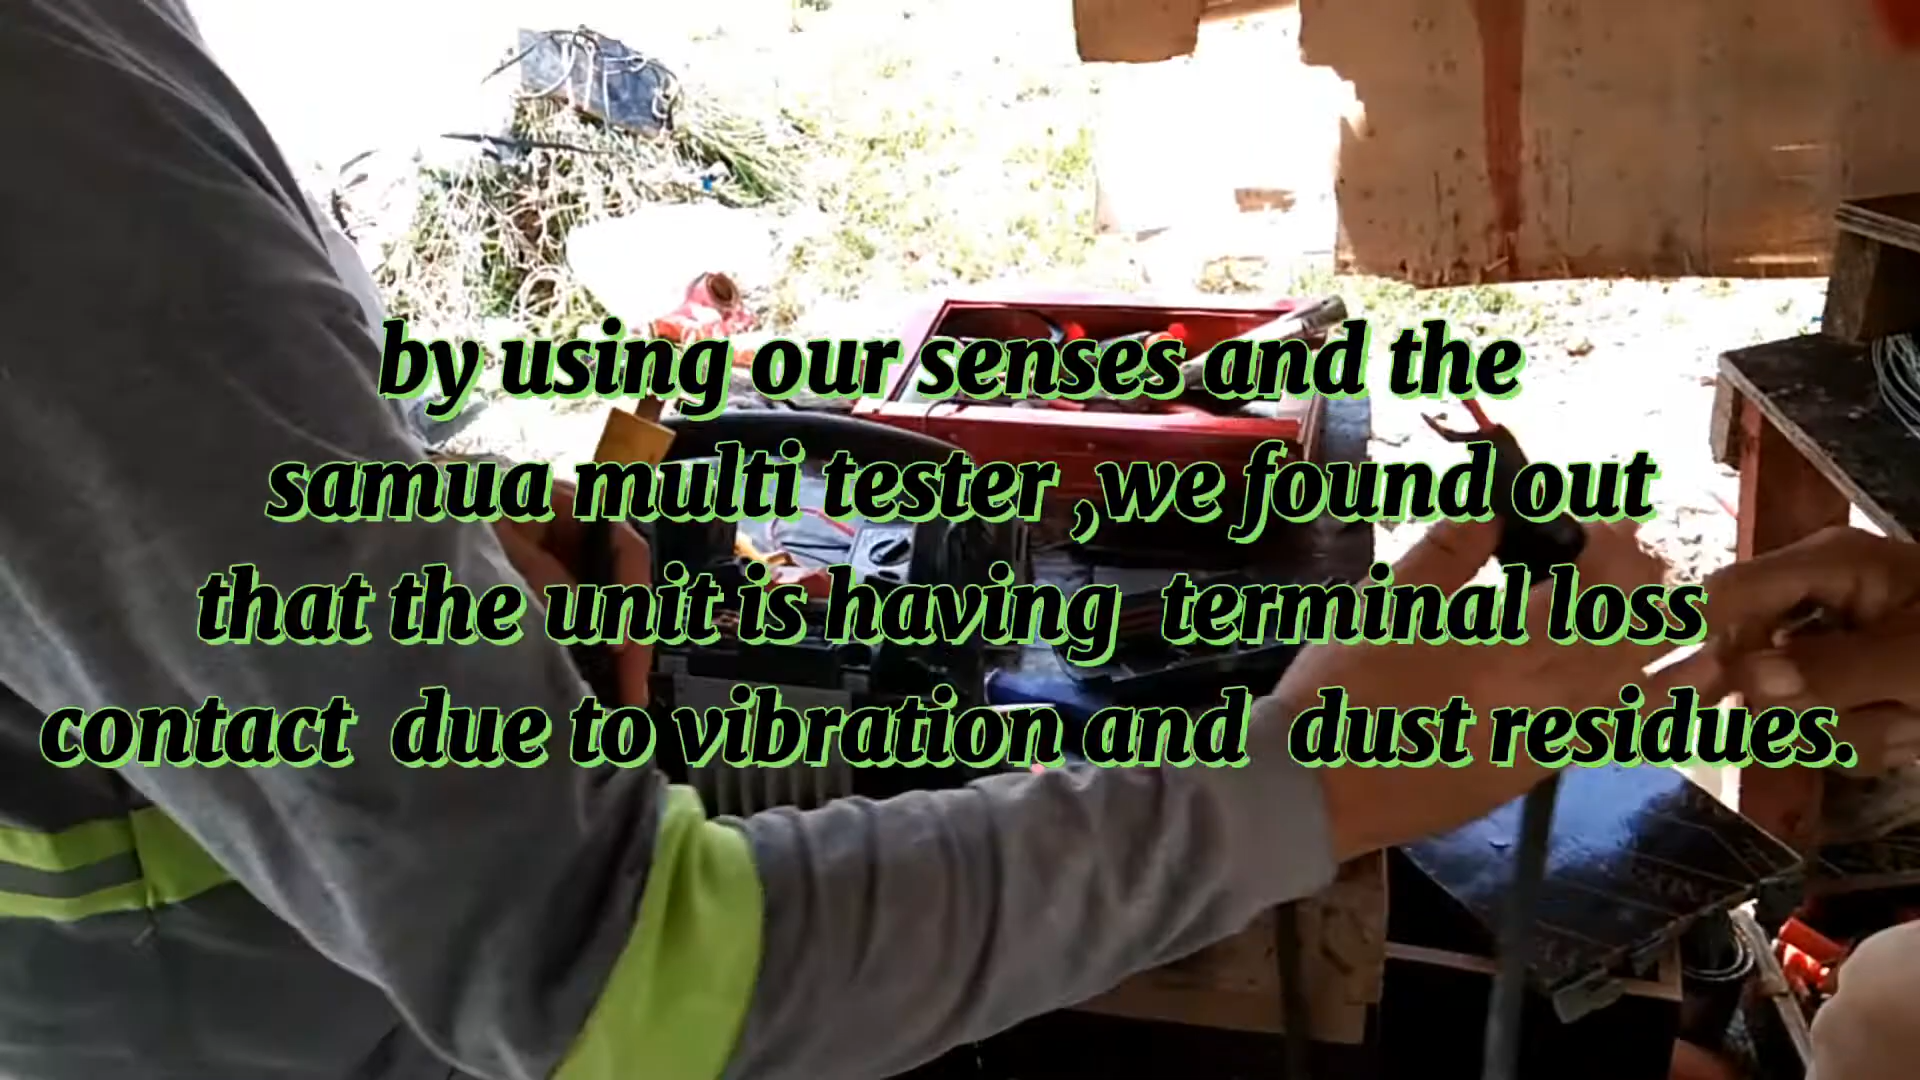 by using our senses and the
samua multi tester ,we found out
that the unit is having terminal loss
contact due to vibration and dust residues.